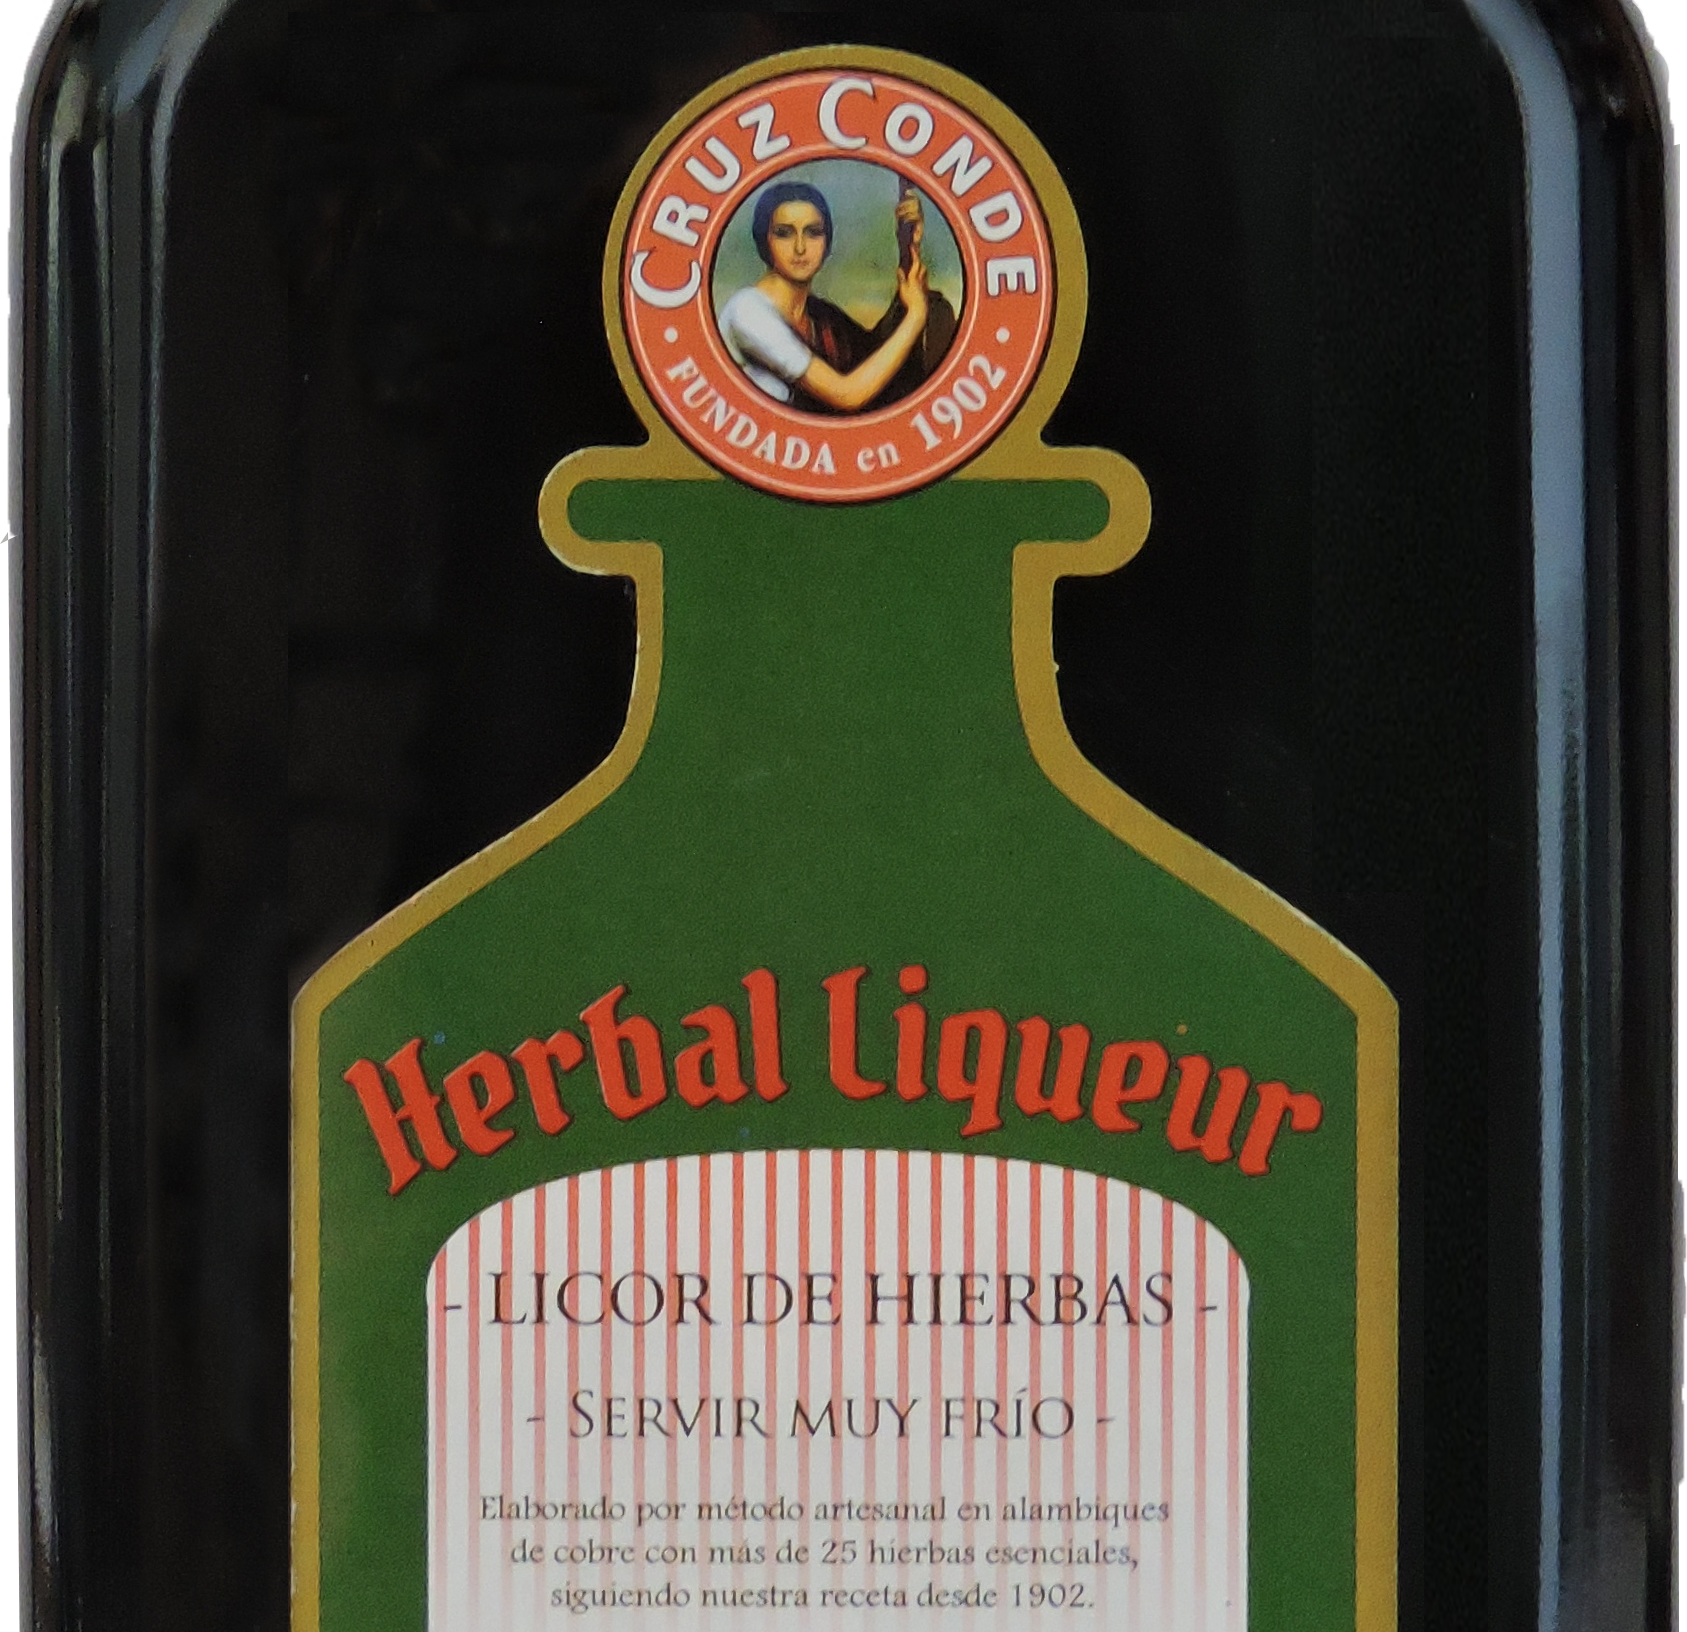 CRUZ CONDE
· FUNDADA en 1902 ·
Herbal Liqueur
- LICOR DE HIERBAS -
- SERVIR MUY FRÍO -
Elaborado por método artesanal en alambiques
de cobre con más de 25 hierbas esenciales,
siguiendo nuestra receta desde 1902.